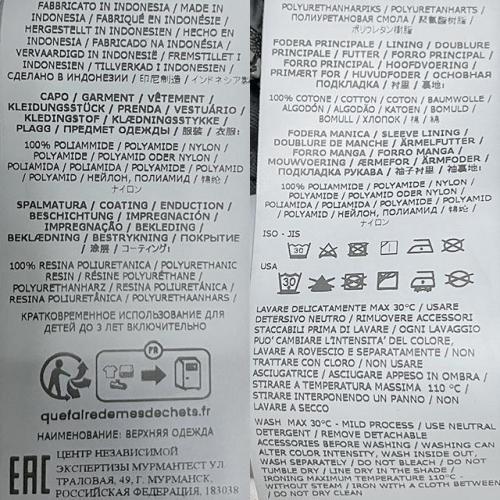 FABBRICATO IN INDONESIA / MADE IN
INDONESIA / FABRIQUÉ EN INDONÉSIE /
HERGESTELLT IN INDONESIEN / HECHO EN
INDONESIA / FABRICADO NA INDONÉSIA /
VERVAARDIGD IN INDONESIË / FREMSTILLET I
INDONESIEN / TILLVERKAD I INDONESIEN /
СДЕЛАНО В ИНДОНЕЗИИ / 印尼制造 / インドネシア製
CAPO / GARMENT / VÊTEMENT /
KLEIDUNGSSTÜCK / PRENDA / VESTUÁRIO /
KLEDINGSTOF / KLÆDNINGSSTYKKE /
PLAGG / ПРЕДМЕТ ОДЕЖДЫ / 服装 / 衣服:
100% POLIAMMIDE / POLYAMIDE / NYLON /
POLYAMIDE / POLYAMID ODER NYLON /
POLIAMIDA / POLIAMIDA / POLYAMIDE / POLYAMID
/ POLYAMID / НЕЙЛОН, ПОЛИАМИД / 锦纶 /
ナイロン
SPALMATURA / COATING / ENDUCTION /
BESCHICHTUNG / IMPREGNACIÓN /
IMPREGNAÇÃO / BEKLEDING /
BEKLÆDNING / BESTRYKNING / ПОКРЫТИЕ
/ 涂层 / コーティング:
100% RESINA POLIURETANICA / POLYURETHANIC
RESIN / RÉSINE POLYURÉTHANE /
POLYURETHANHARZ / RESINA POLIURETÁNICA /
RESINA POLIURETÂNICA / POLYURETHAANHARS /
КРАТКОВРЕМЕННОЕ ИСПОЛЬЗОВАНИЕ ДЛЯ
ДЕТЕЙ ДО 3 ЛЕТ ВКЛЮЧИТЕЛЬНО
FR
quefairedemesdechets.fr
НАИМЕНОВАНИЕ: ВЕРХНЯЯ ОДЕЖДА
EAC
ЦЕНТР НЕЗАВИСИМОЙ
ЭКСПЕРТИЗЫ МУРМАНТЕСТ УЛ.
ТРАЛОВАЯ, 49, Г. МУРМАНСК,
РОССИЙСКАЯ ФЕДЕРАЦИЯ, 183038
POLYURETHANHARPIKS / POLYURETANHARTS /
ПОЛИУРЕТАНОВАЯ СМОЛА / 聚氨酯树脂 /
ポリウレタン樹脂
FODERA PRINCIPALE / LINING / DOUBLURE
PRINCIPALE / FUTTER / FORRO PRINCIPAL /
FORRO PRINCIPAL / HOOFDVOERING /
PRIMÆRT FOR / HUVUDFODER / ОСНОВНАЯ
ПОДКЛАДКА / 衬里 / 裏地:
100% COTONE / COTTON / COTON / BAUMWOLLE /
ALGODÓN / ALGODÃO / KATOEN / BOMULD /
BOMULL / ХЛОПОК / 棉 / 綿
FODERA MANICA / SLEEVE LINING /
DOUBLURE DE MANCHE / ÄRMELFUTTER /
FORRO MANGA / FORRO MANGA /
MOUWVOERING / ÆRMEFOR / ÄRMFODER /
ПОДКЛАДКА РУКАВА / 袖子衬里 / 袖裏地:
100% POLIAMMIDE / POLYAMIDE / NYLON /
POLYAMIDE / POLYAMID ODER NYLON /
POLIAMIDA / POLIAMIDA / POLYAMIDE / POLYAMID
/ POLYAMID / НЕЙЛОН, ПОЛИАМИД / 锦纶 /
ナイロン
ISO - JIS
30
USA
30
LAVARE DELICATAMENTE MAX 30°C / USARE
DETERSIVO NEUTRO / RIMUOVERE ACCESSORI
STACCABILI PRIMA DI LAVARE / OGNI LAVAGGIO
PUO' CAMBIARE L'INTENSITA' DEL COLORE,
LAVARE A ROVESCIO E SEPARATAMENTE / NON
TRATTARE CON CLORO / NON USARE
ASCIUGATRICE / ASCIUGARE APPESO IN OMBRA /
STIRARE A TEMPERATURA MASSIMA 110 °C /
STIRARE INTERPONENDO UN PANNO / NON
LAVARE A SECCO
WASH MAX 30°C - MILD PROCESS / USE NEUTRAL
DETERGENT / REMOVE DETACHABLE
ACCESSORIES BEFORE WASHING / WASHING CAN
ALTER COLOR INTENSITY, WASH INSIDE OUT,
WASH SEPARATELY / DO NOT BLEACH / DO NOT
TUMBLE DRY / LINE DRY IN THE SHADE /
IRONING MAXIMUM TEMPERATURE 110°C -
WITHOUT STEAM / IRON WITH A CLOTH BETWEEN
/ DO NOT DRY CLEAN